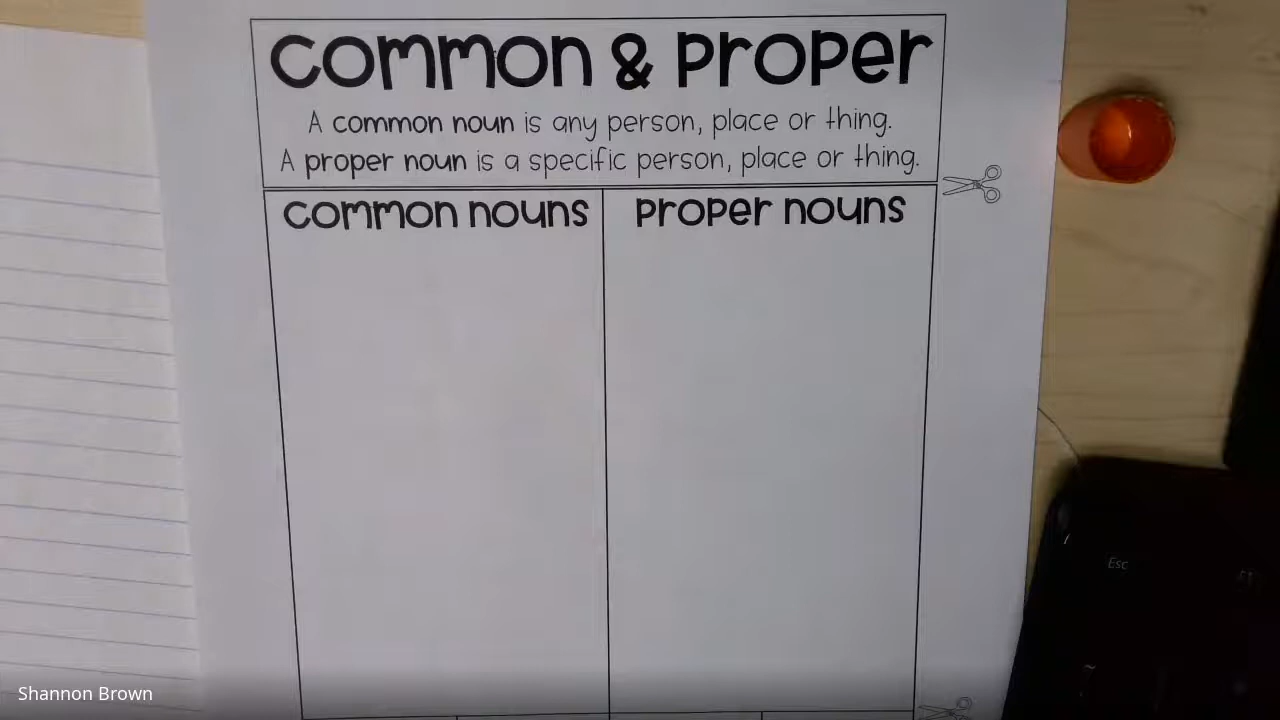 common & proper
A common noun is any person, place or thing.
A proper noun is a specific person, place or thing.
common nouns
proper nouns
Esc
F1
~
Shannon Brown